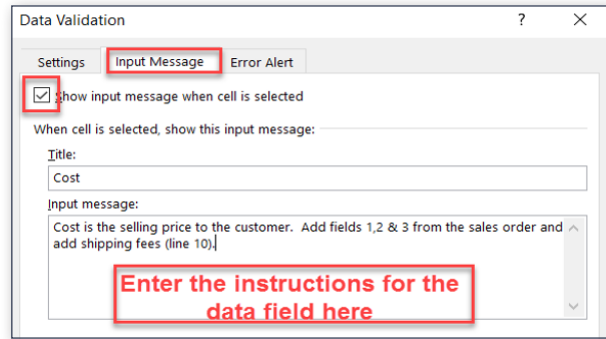 Data Validation ? ×
Settings Input Message Error Alert
Show input message when cell is selected
When cell is selected, show this input message:
Title:
Cost
Input message:
Cost is the selling price to the customer.  Add fields 1,2 & 3 from the sales order and
add shipping fees (line 10).
Enter the instructions for the
data field here